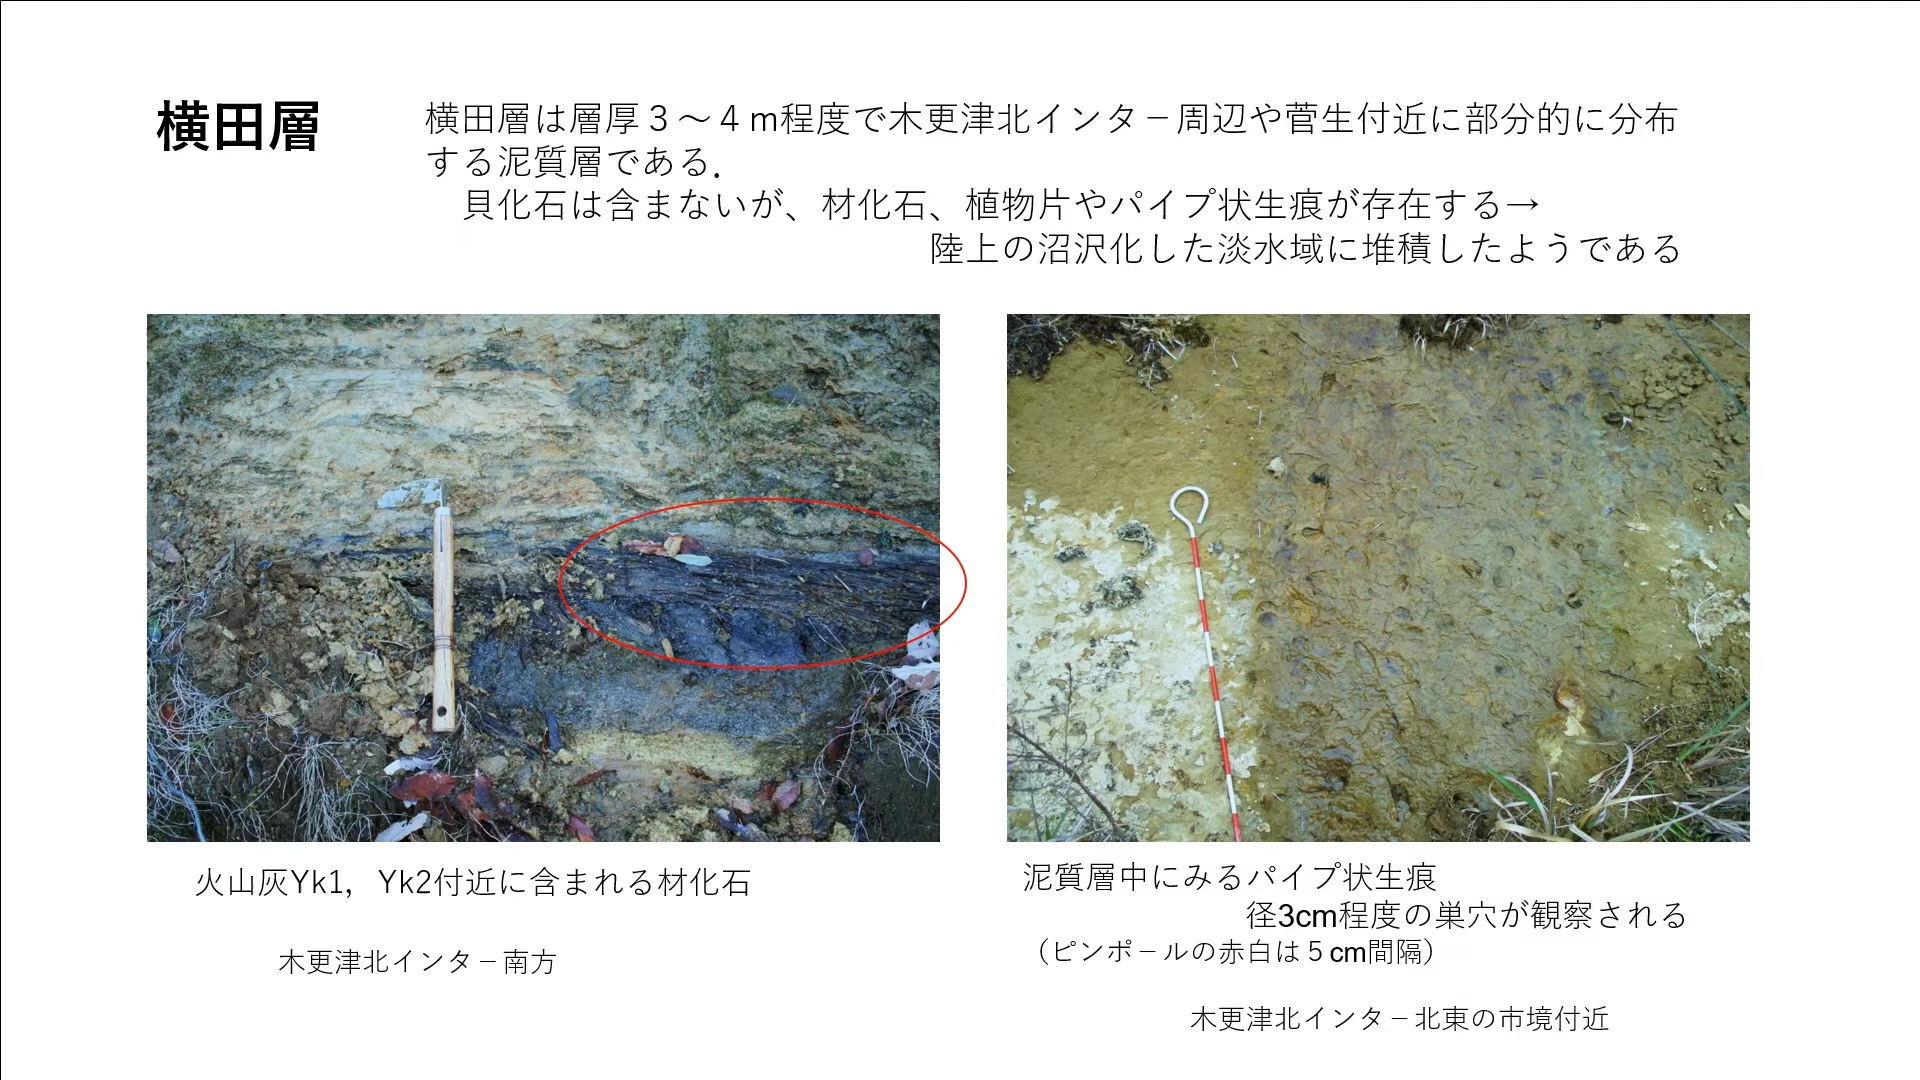 横田層
横田層は層厚３～４m程度で木更津北インタ－周辺や菅生付近に部分的に分布
する泥質層である．
貝化石は含まないが、材化石、植物片やパイプ状生痕が存在する→
陸上の沼沢化した淡水域に堆積したようである
火山灰Yk1，Yk2付近に含まれる材化石
木更津北インタ－南方
泥質層中にみるパイプ状生痕
径3cm程度の巣穴が観察される
（ピンポ－ルの赤白は５cm間隔）
木更津北インタ－北東の市境付近